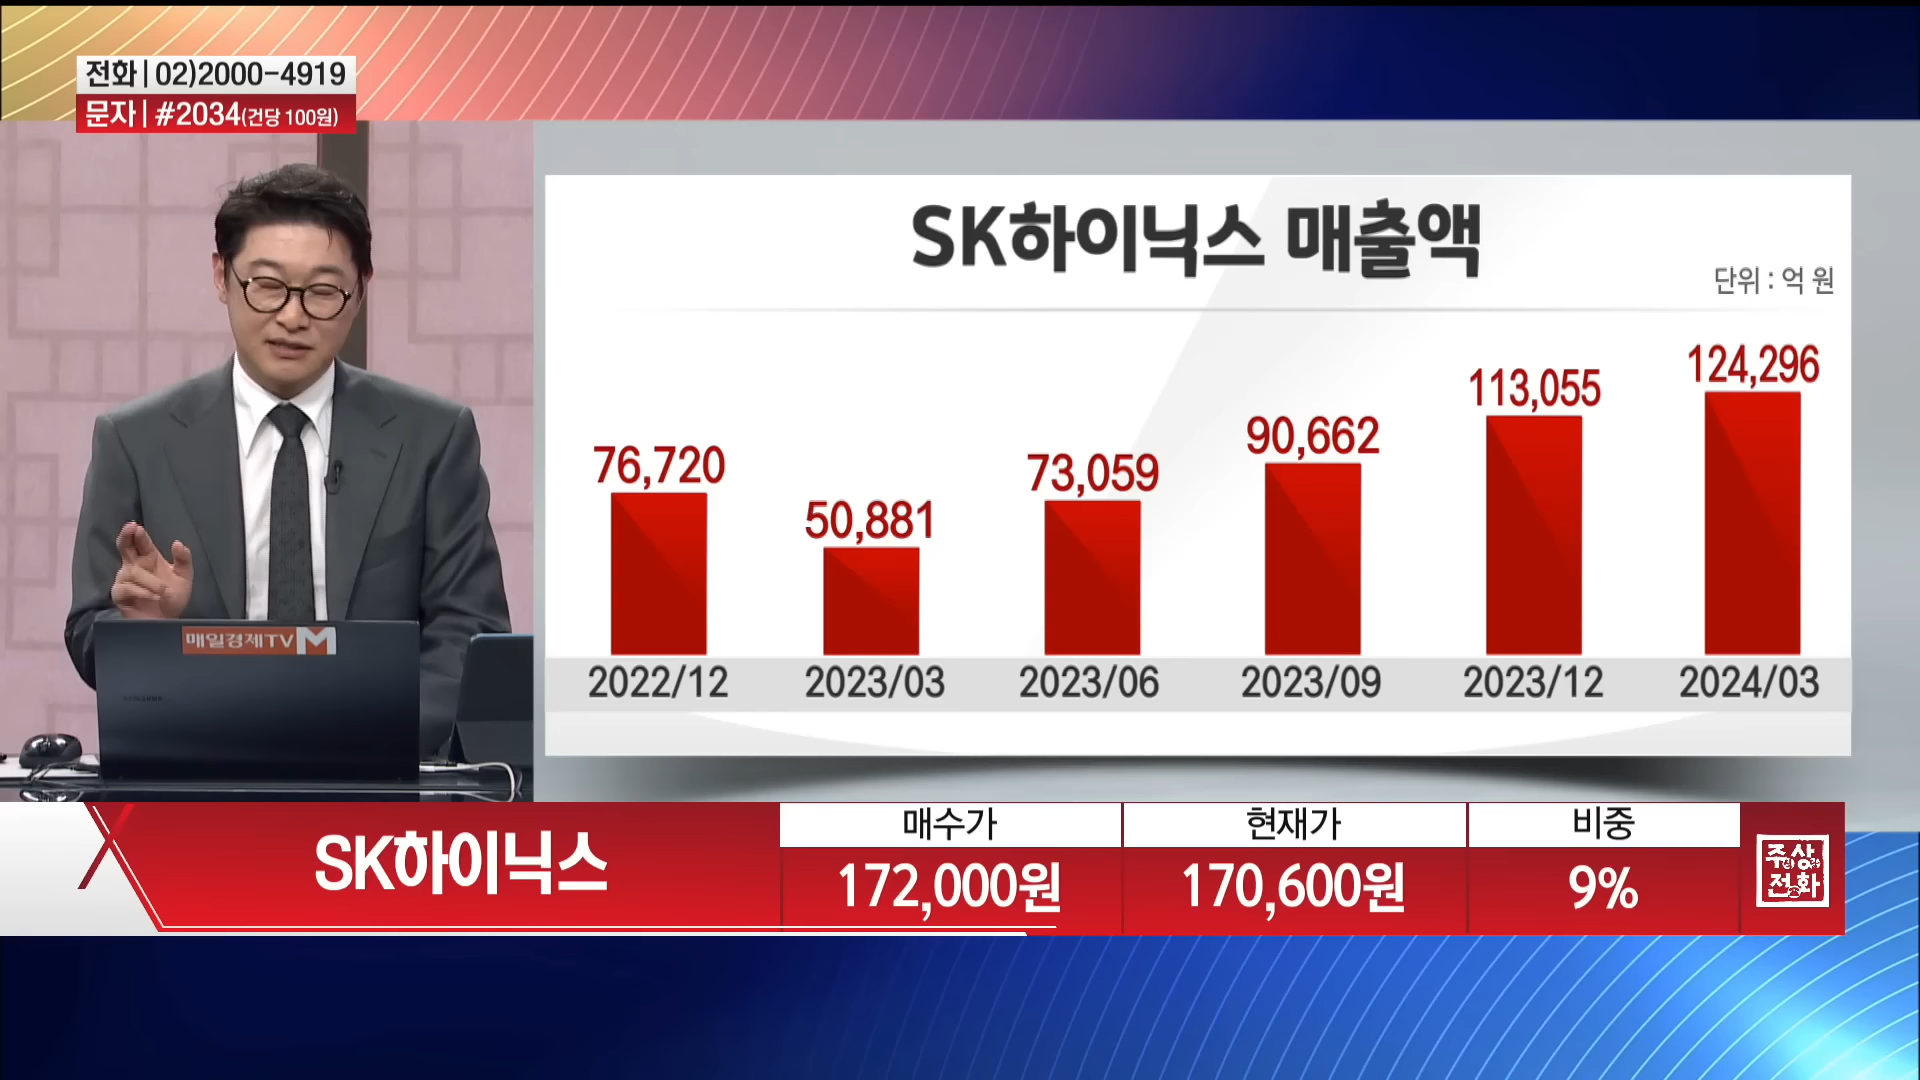 전화 | 02)2000-4919
문자 | #2034(건당 100원)
SK하이닉스 매출액
단위 : 억 원
76,720
50,881
73,059
90,662
113,055
124,296
2022/12
2023/03
2023/06
2023/09
2023/12
2024/03
매일경제TV M
SAMSUNG
SK하이닉스
매수가
현재가
비중
172,000원
170,600원
9%
주상
전화